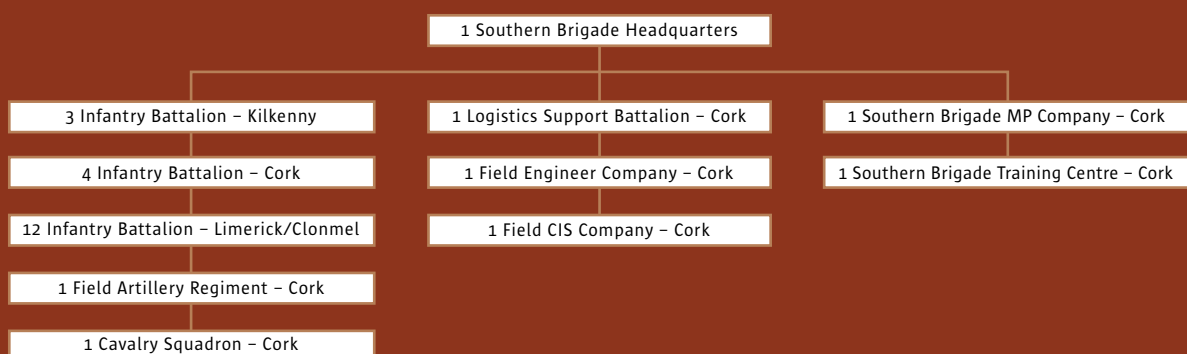 1 Southern Brigade Headquarters
3 Infantry Battalion – Kilkenny
4 Infantry Battalion – Cork
12 Infantry Battalion – Limerick/Clonmel
1 Field Artillery Regiment – Cork
1 Cavalry Squadron – Cork
1 Logistics Support Battalion – Cork
1 Field Engineer Company – Cork
1 Field CIS Company – Cork
1 Southern Brigade MP Company – Cork
1 Southern Brigade Training Centre – Cork